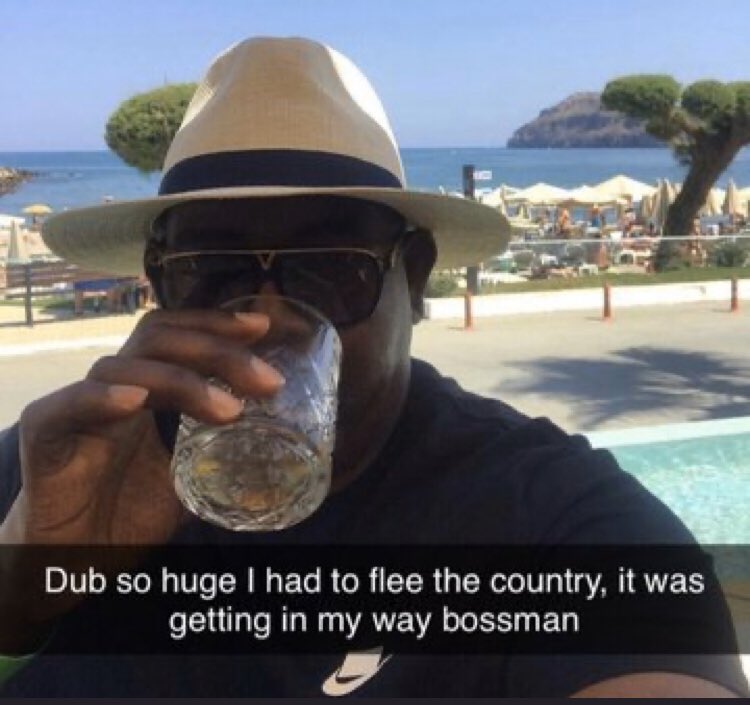 Dub so huge I had to flee the country, it was
getting in my way bossman